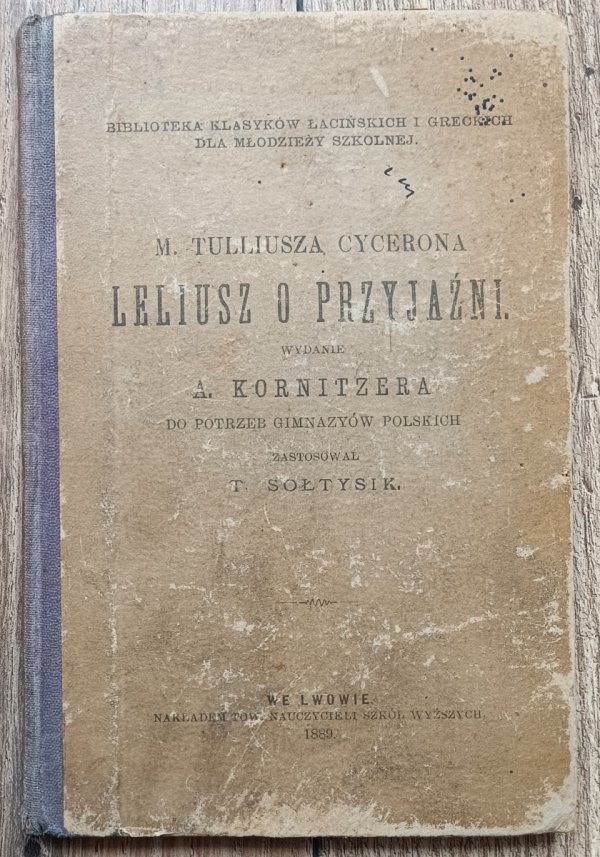 BIBLIOTEKA KLASYKÓW ŁACIŃSKICH I GRECKICH
DLA MŁODZIEŻY SZKOLNEJ.
M. TULLIUSZA CYCERONA
LELIUSZ O PRZYJAŹNI.
WYDANIE
A. KORNITZERA
DO POTRZEB GIMNAZYÓW POLSKICH
ZASTOSOWAŁ
T. SOŁTYSIK.
WE LWOWIE.
NAKŁADEM TOW. NAUCZYCIELI SZKÓŁ WYŻSZYCH.
1889.